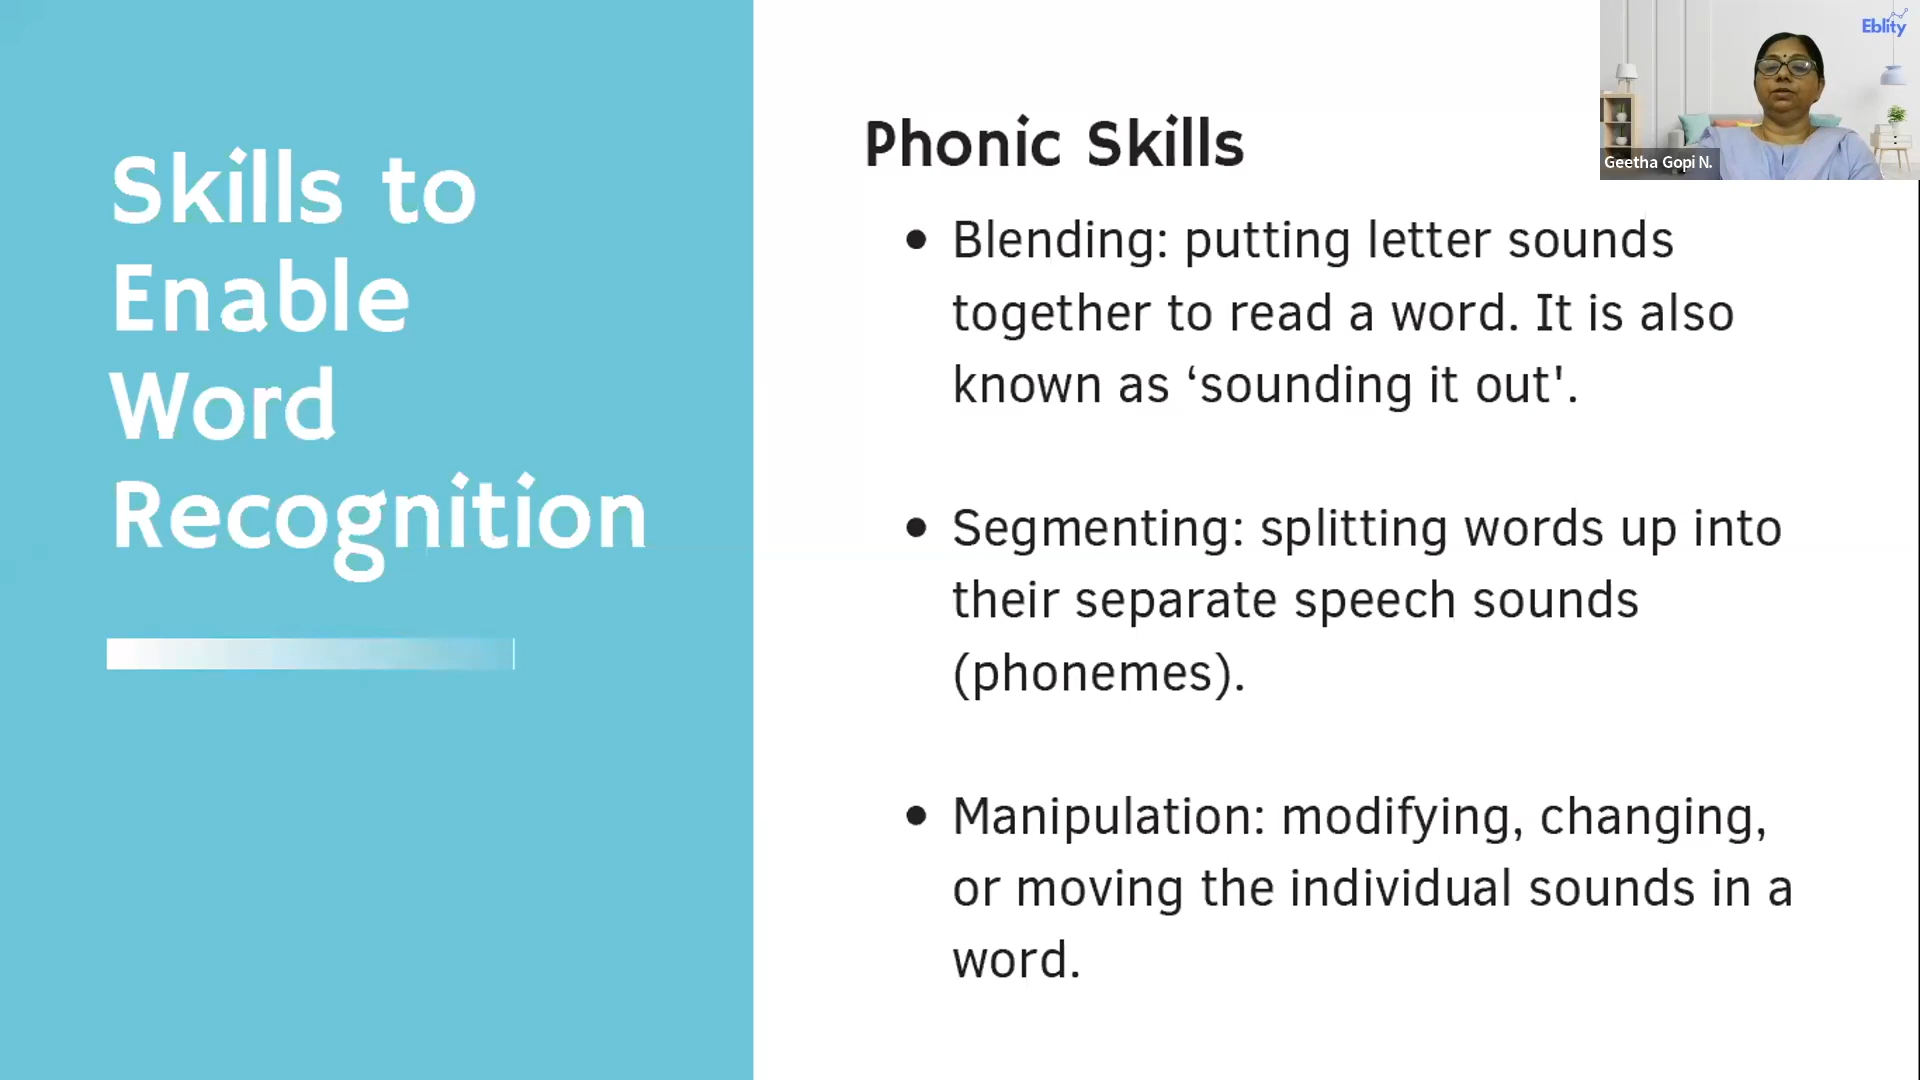 Skills to
Enable
Word
Recognition
Phonic Skills
• Blending: putting letter sounds
together to read a word. It is also
known as ‘sounding it out'.
• Segmenting: splitting words up into
their separate speech sounds
(phonemes).
• Manipulation: modifying, changing,
or moving the individual sounds in a
word.
Eblity
Geetha Gopi N.